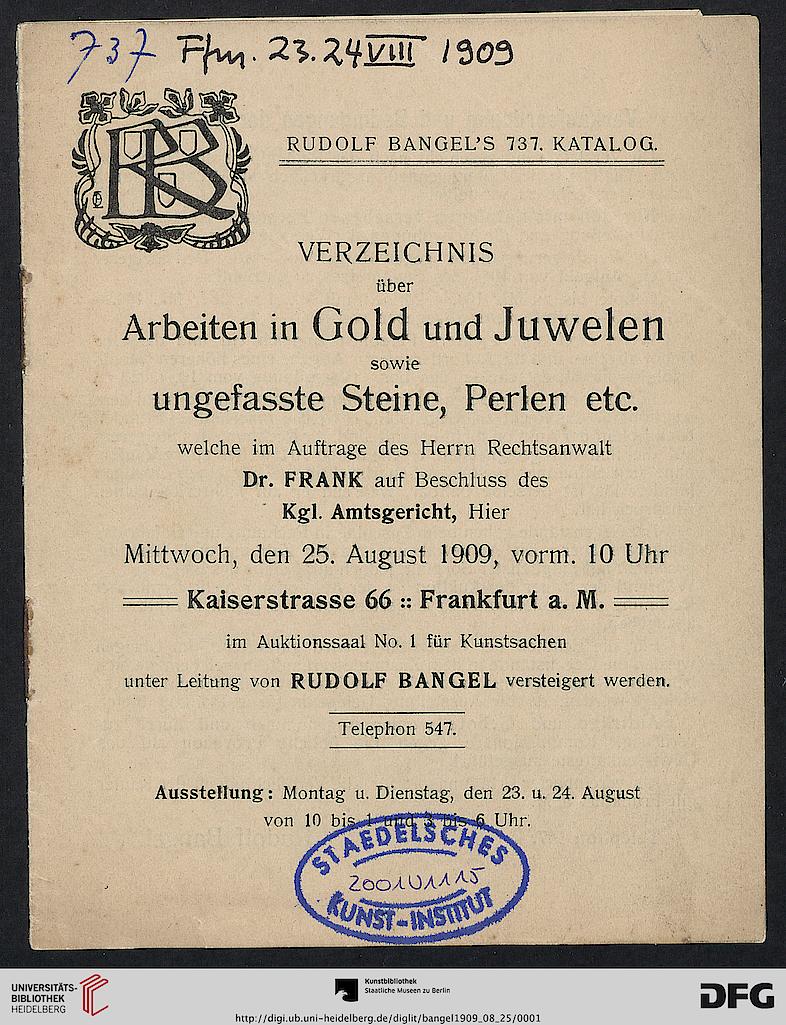 737 Ffm. 23. 24 VIII 1909
RB
RUDOLF BANGEL'S 737. KATALOG.
VERZEICHNIS
über
Arbeiten in Gold und Juwelen
sowie
ungefasste Steine, Perlen etc.
welche im Auftrage des Herrn Rechtsanwalt
Dr. FRANK auf Beschluss des
Kgl. Amtsgericht, Hier
Mittwoch, den 25. August 1909, vorm. 10 Uhr
Kaiserstrasse 66 :: Frankfurt a. M.
im Auktionssaal No. 1 für Kunstsachen
unter Leitung von RUDOLF BANGEL versteigert werden.
Telephon 547.
Ausstellung: Montag u. Dienstag, den 23. u. 24. August
von 10 bis 1 und 3 bis 6 Uhr.
STAEDELSCHES
KUNST-INSTITUT
UNIVERSITÄTS-
BIBLIOTHEK
HEIDELBERG
Kunstbibliothek
Staatliche Museen zu Berlin
DFG
http://digi.ub.uni-heidelberg.de/diglit/bangel1909_08_25/0001